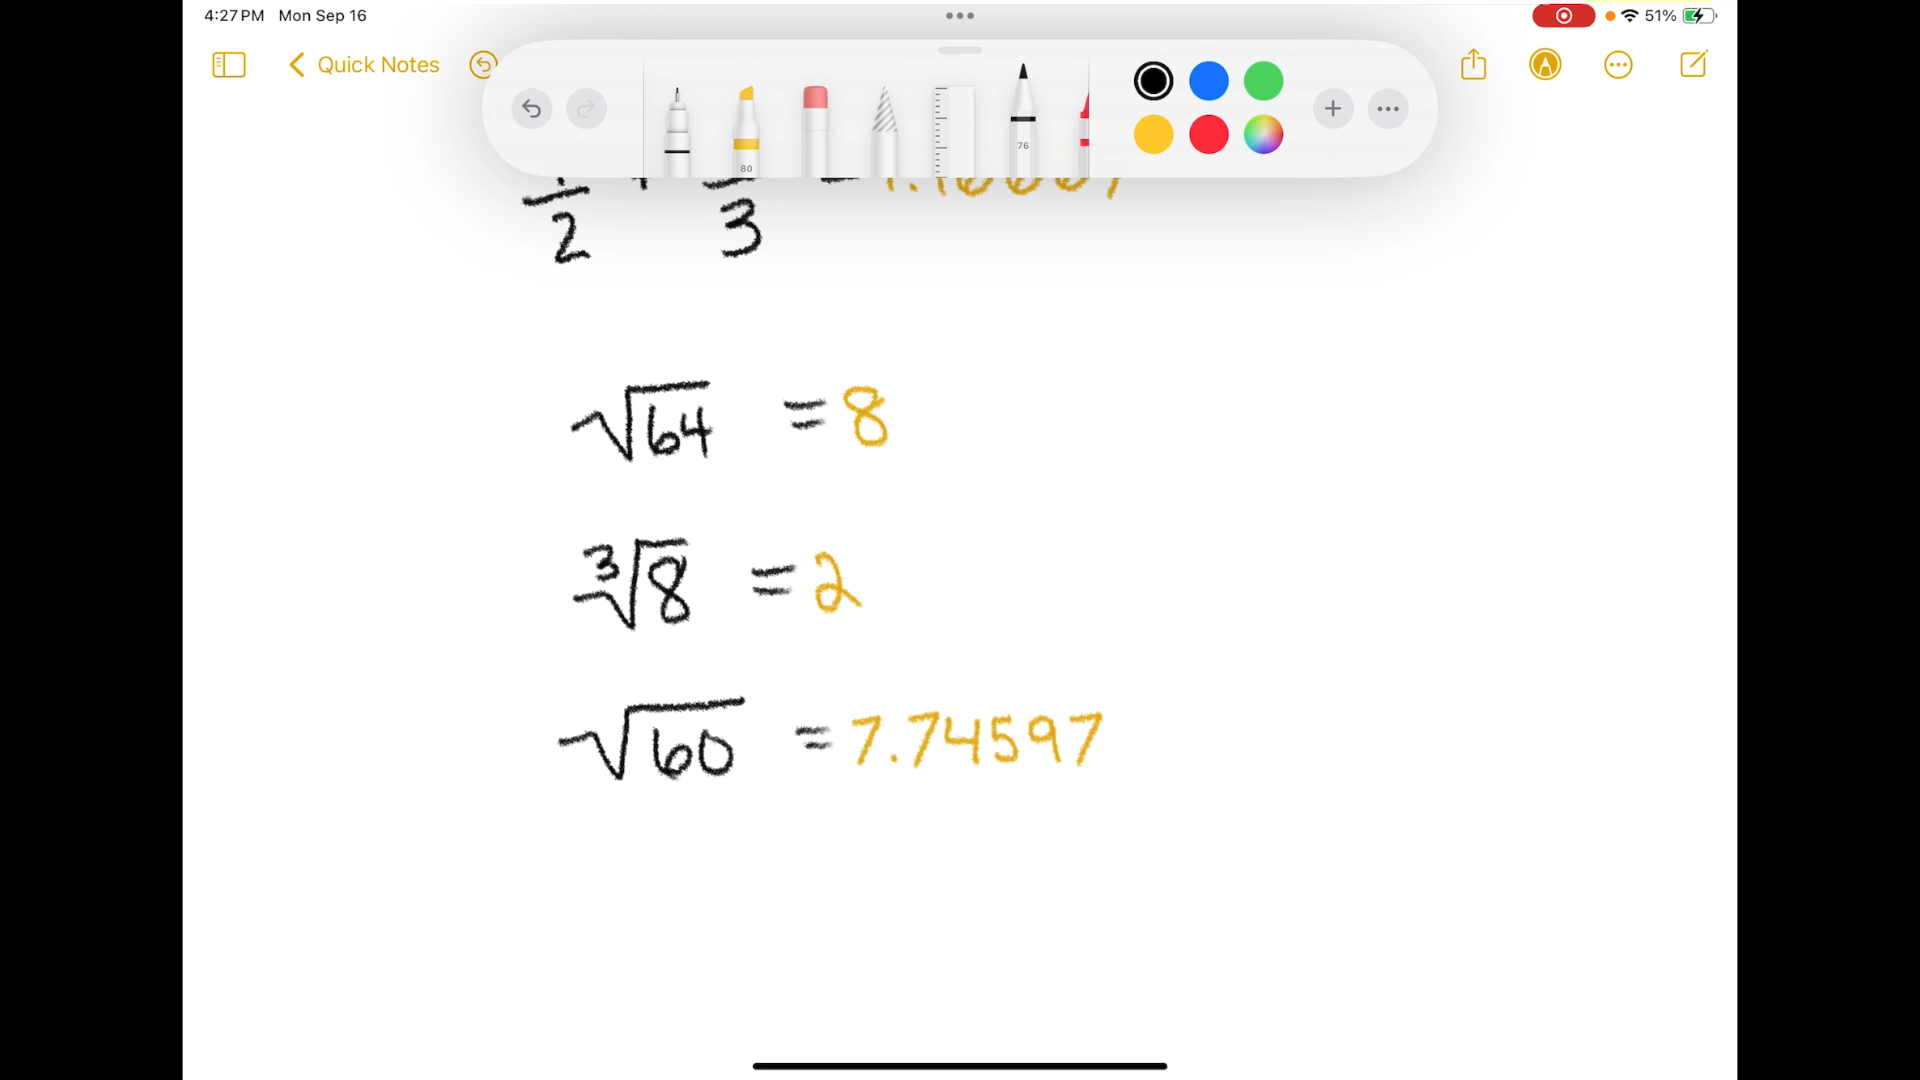 4:27 PM Mon Sep 16
51%
Quick Notes
80
76
2 3
√64 = 8
³√8 = 2
√60 = 7.74597